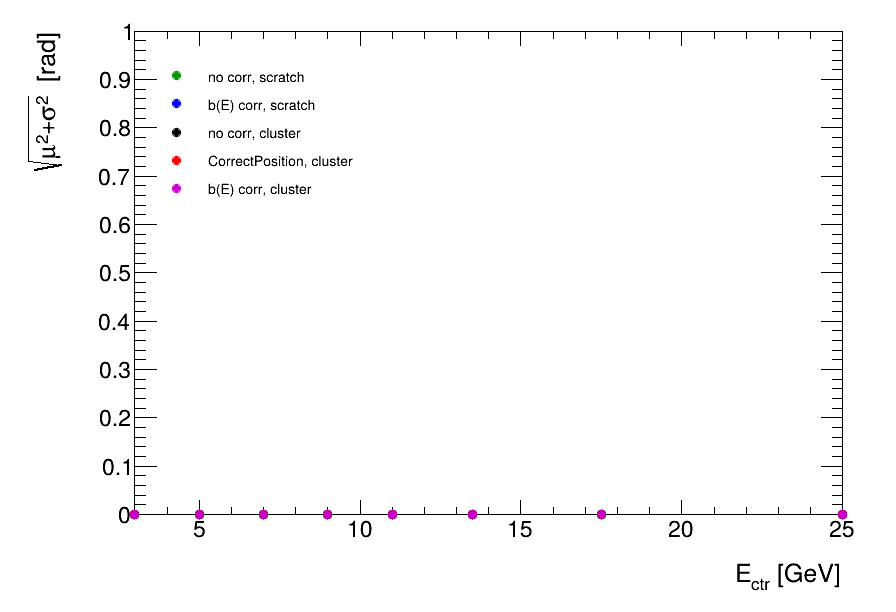 √μ²+σ² [rad]
1
0.9
0.8
0.7
0.6
0.5
0.4
0.3
0.2
0.1
0
no corr, scratch
b(E) corr, scratch
no corr, cluster
CorrectPosition, cluster
b(E) corr, cluster
5 10 15 20 25
E_ctr [GeV]